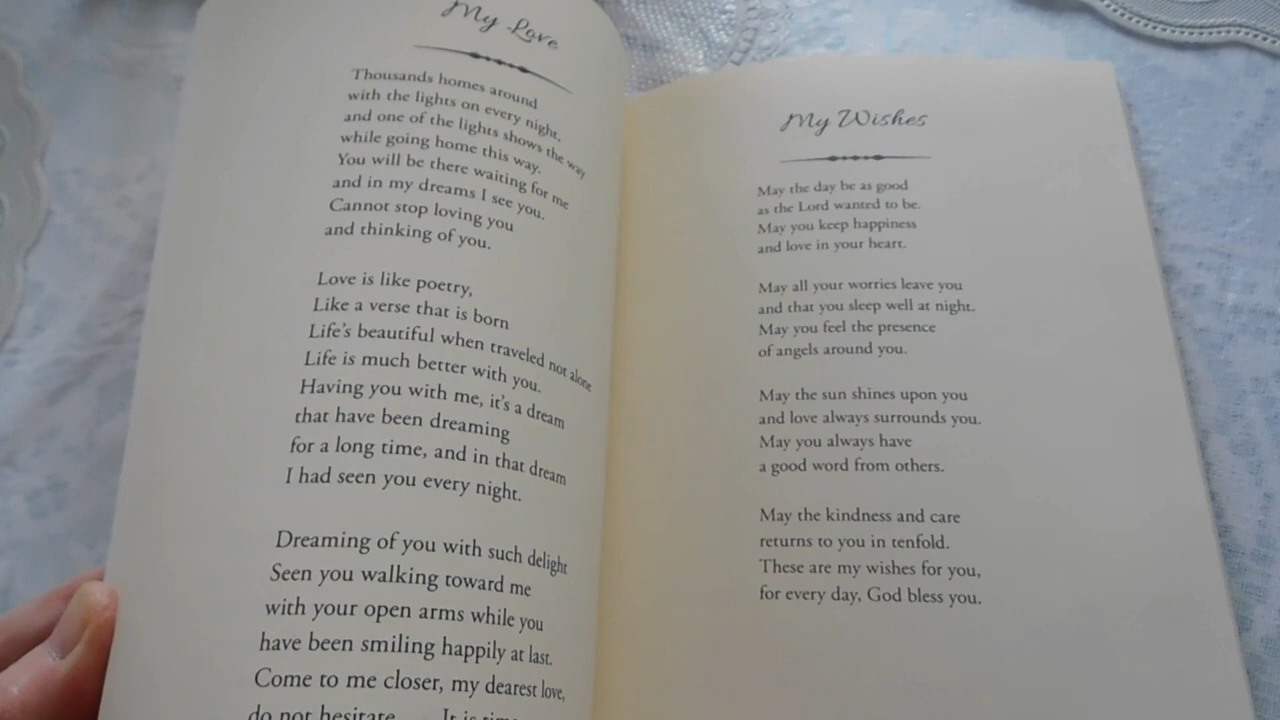 My Love
Thousands homes around
with the lights on every night,
and one of the lights shows the way
while going home this way.
You will be there waiting for me
and in my dreams I see you.
Cannot stop loving you
and thinking of you.
Love is like poetry,
Like a verse that is born
Life's beautiful when traveled not alone
Life is much better with you.
Having you with me, it's a dream
that have been dreaming
for a long time, and in that dream
I had seen you every night.
Dreaming of you with such delight
Seen you walking toward me
with your open arms while you
have been smiling happily at last.
Come to me closer, my dearest love,
do not hesitate It is
My Wishes
May the day be as good
as the Lord wanted to be.
May you keep happiness
and love in your heart.
May all your worries leave you
and that you sleep well at night.
May you feel the presence
of angels around you.
May the sun shines upon you
and love always surrounds you.
May you always have
a good word from others.
May the kindness and care
returns to you in tenfold.
These are my wishes for you,
for every day, God bless you.